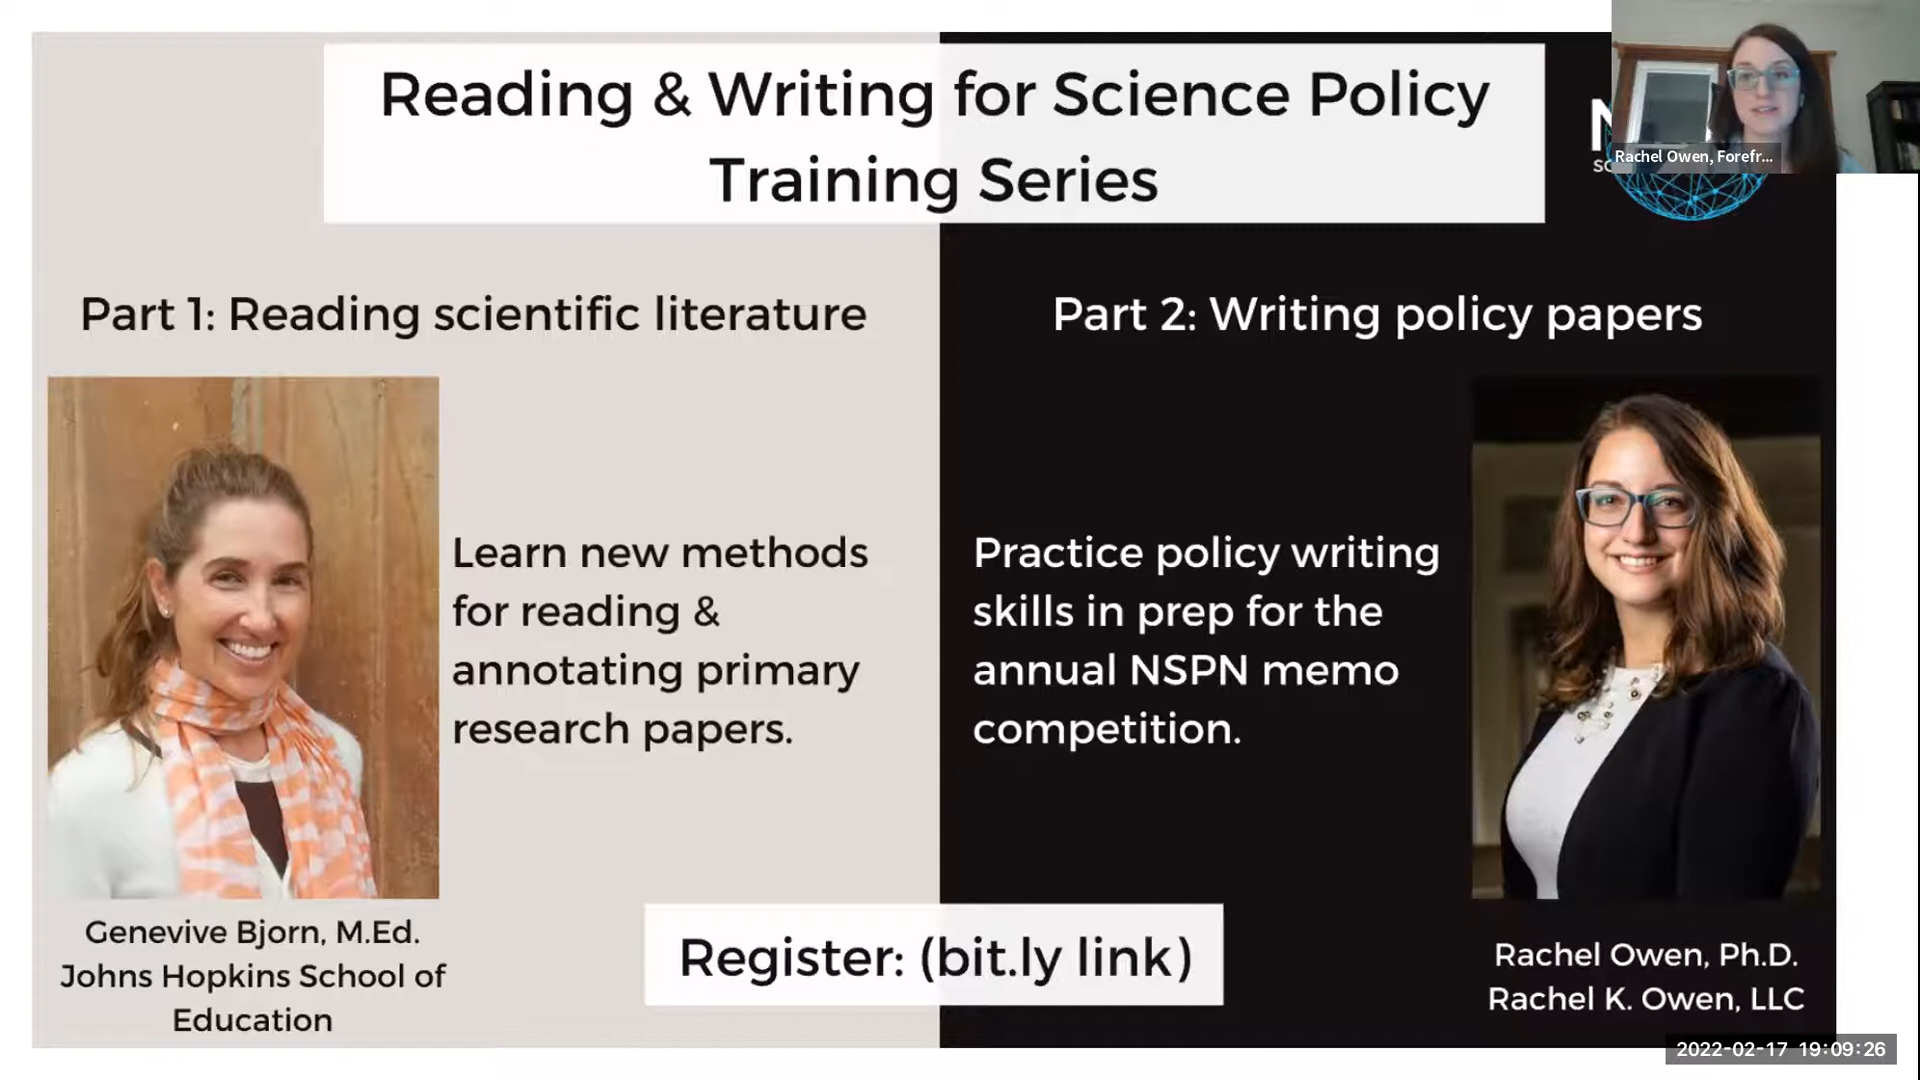 Reading & Writing for Science Policy
Training Series
Rachel Owen, Forefr...
Part 1: Reading scientific literature
Part 2: Writing policy papers
Learn new methods
for reading &
annotating primary
research papers.
Practice policy writing
skills in prep for the
annual NSPN memo
competition.
Genevive Bjorn, M.Ed.
Johns Hopkins School of
Education
Register: (bit.ly link)
Rachel Owen, Ph.D.
Rachel K. Owen, LLC
2022-02-17 19:09:26